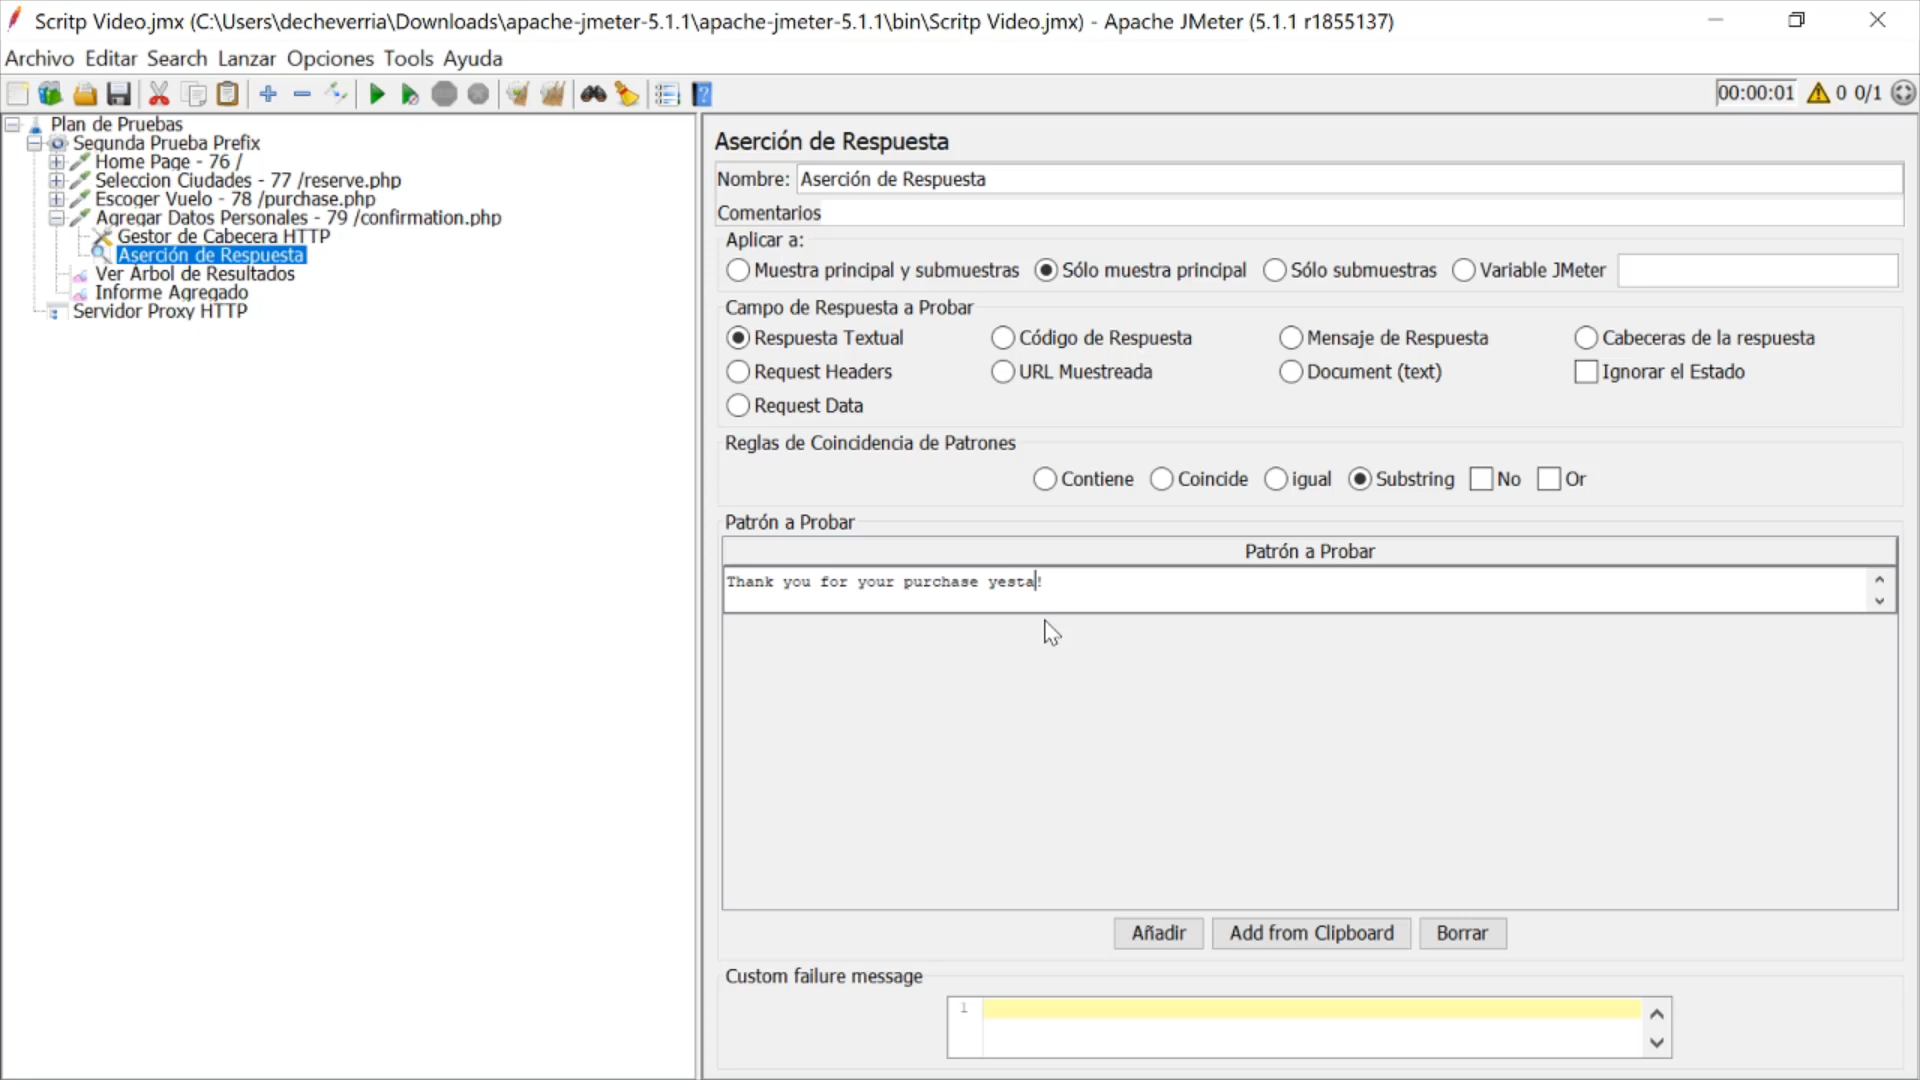 Scritp Video.jmx (C:\Users\decheverria\Downloads\apache-jmeter-5.1.1\apache-jmeter-5.1.1\bin\Scritp Video.jmx) - Apache JMeter (5.1.1 r1855137)
Archivo Editar Search Lanzar Opciones Tools Ayuda
00:00:01 0 0/1
Plan de Pruebas
Segunda Prueba Prefix
Home Page - 76 /
Seleccion Ciudades - 77 /reserve.php
Escoger Vuelo - 78 /purchase.php
Agregar Datos Personales - 79 /confirmation.php
Gestor de Cabecera HTTP
Aserción de Respuesta
Ver Árbol de Resultados
Informe Agregado
Servidor Proxy HTTP
Aserción de Respuesta
Nombre: Aserción de Respuesta
Comentarios
Aplicar a:
Muestra principal y submuestras Sólo muestra principal Sólo submuestras Variable JMeter
Campo de Respuesta a Probar
Respuesta Textual Código de Respuesta Mensaje de Respuesta Cabeceras de la respuesta
Request Headers URL Muestreada Document (text) Ignorar el Estado
Request Data
Reglas de Coincidencia de Patrones
Contiene Coincide igual Substring No Or
Patrón a Probar
Patrón a Probar
Thank you for your purchase yesta!
Añadir Add from Clipboard Borrar
Custom failure message
1